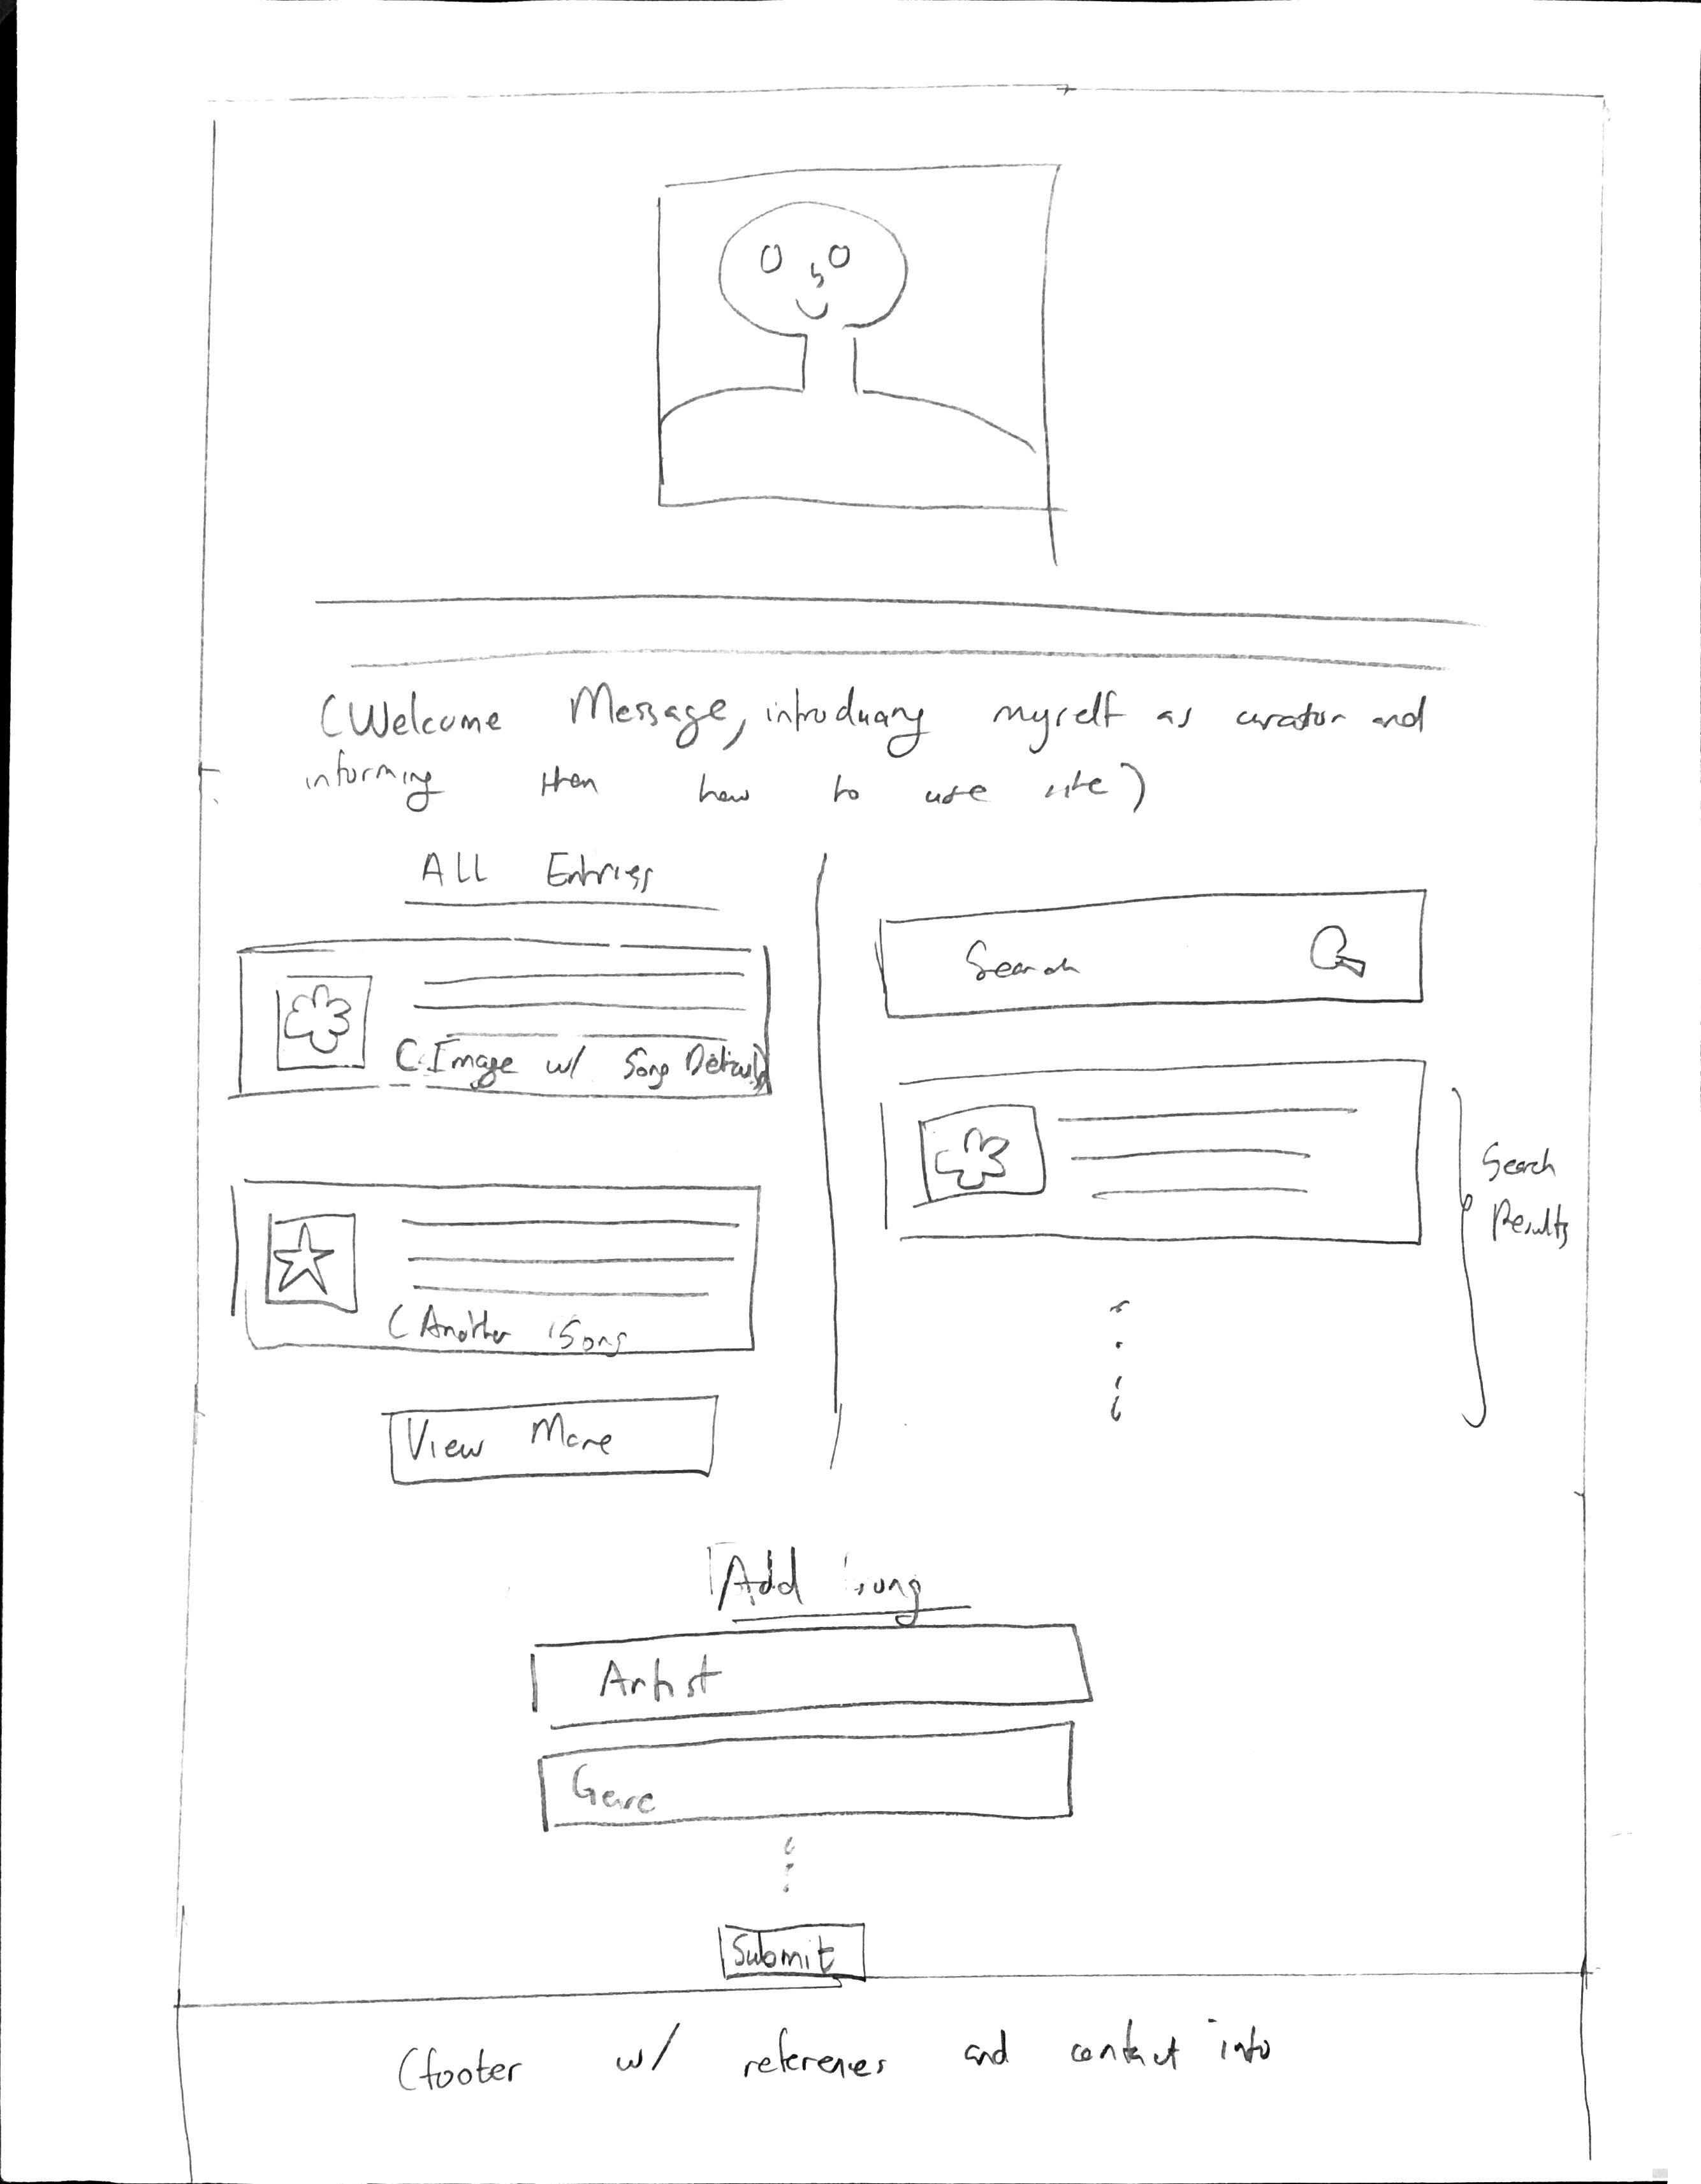 (Welcome Message, introducing myself as curator and
informing them how to use site)
All Entries
(Image w/ Song Details)
(Another Song
View More
Search
Search
Results
Add Song
Artist
Genre
Submit
(footer w/ references and contact info